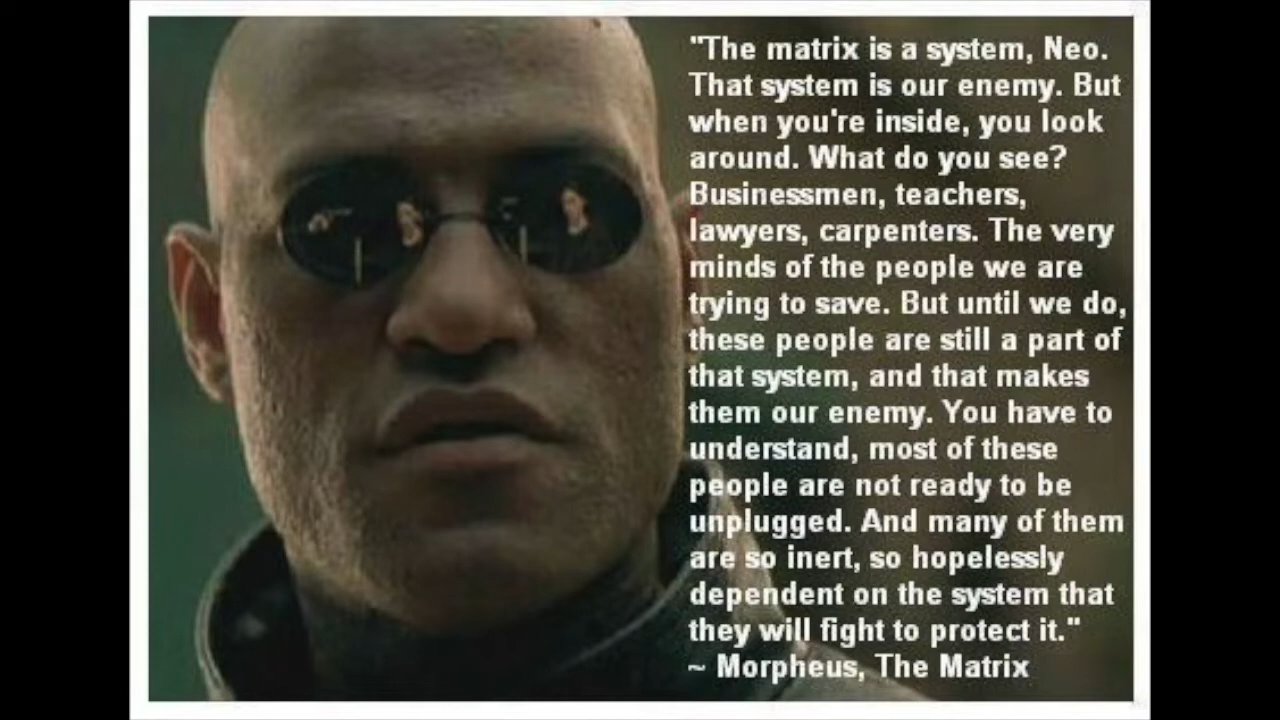 "The matrix is a system, Neo.
That system is our enemy. But
when you're inside, you look
around. What do you see?
Businessmen, teachers,
lawyers, carpenters. The very
minds of the people we are
trying to save. But until we do,
these people are still a part of
that system, and that makes
them our enemy. You have to
understand, most of these
people are not ready to be
unplugged. And many of them
are so inert, so hopelessly
dependent on the system that
they will fight to protect it."
~ Morpheus, The Matrix